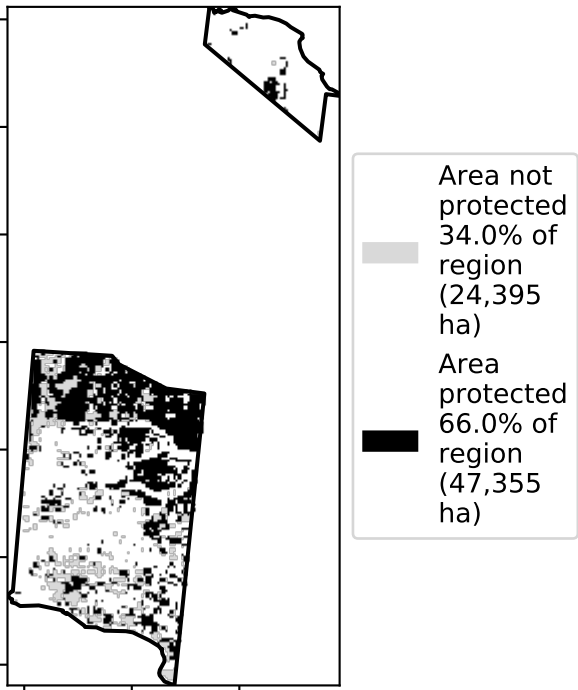 Area not
protected
34.0% of
region
(24,395
ha)
Area
protected
66.0% of
region
(47,355
ha)